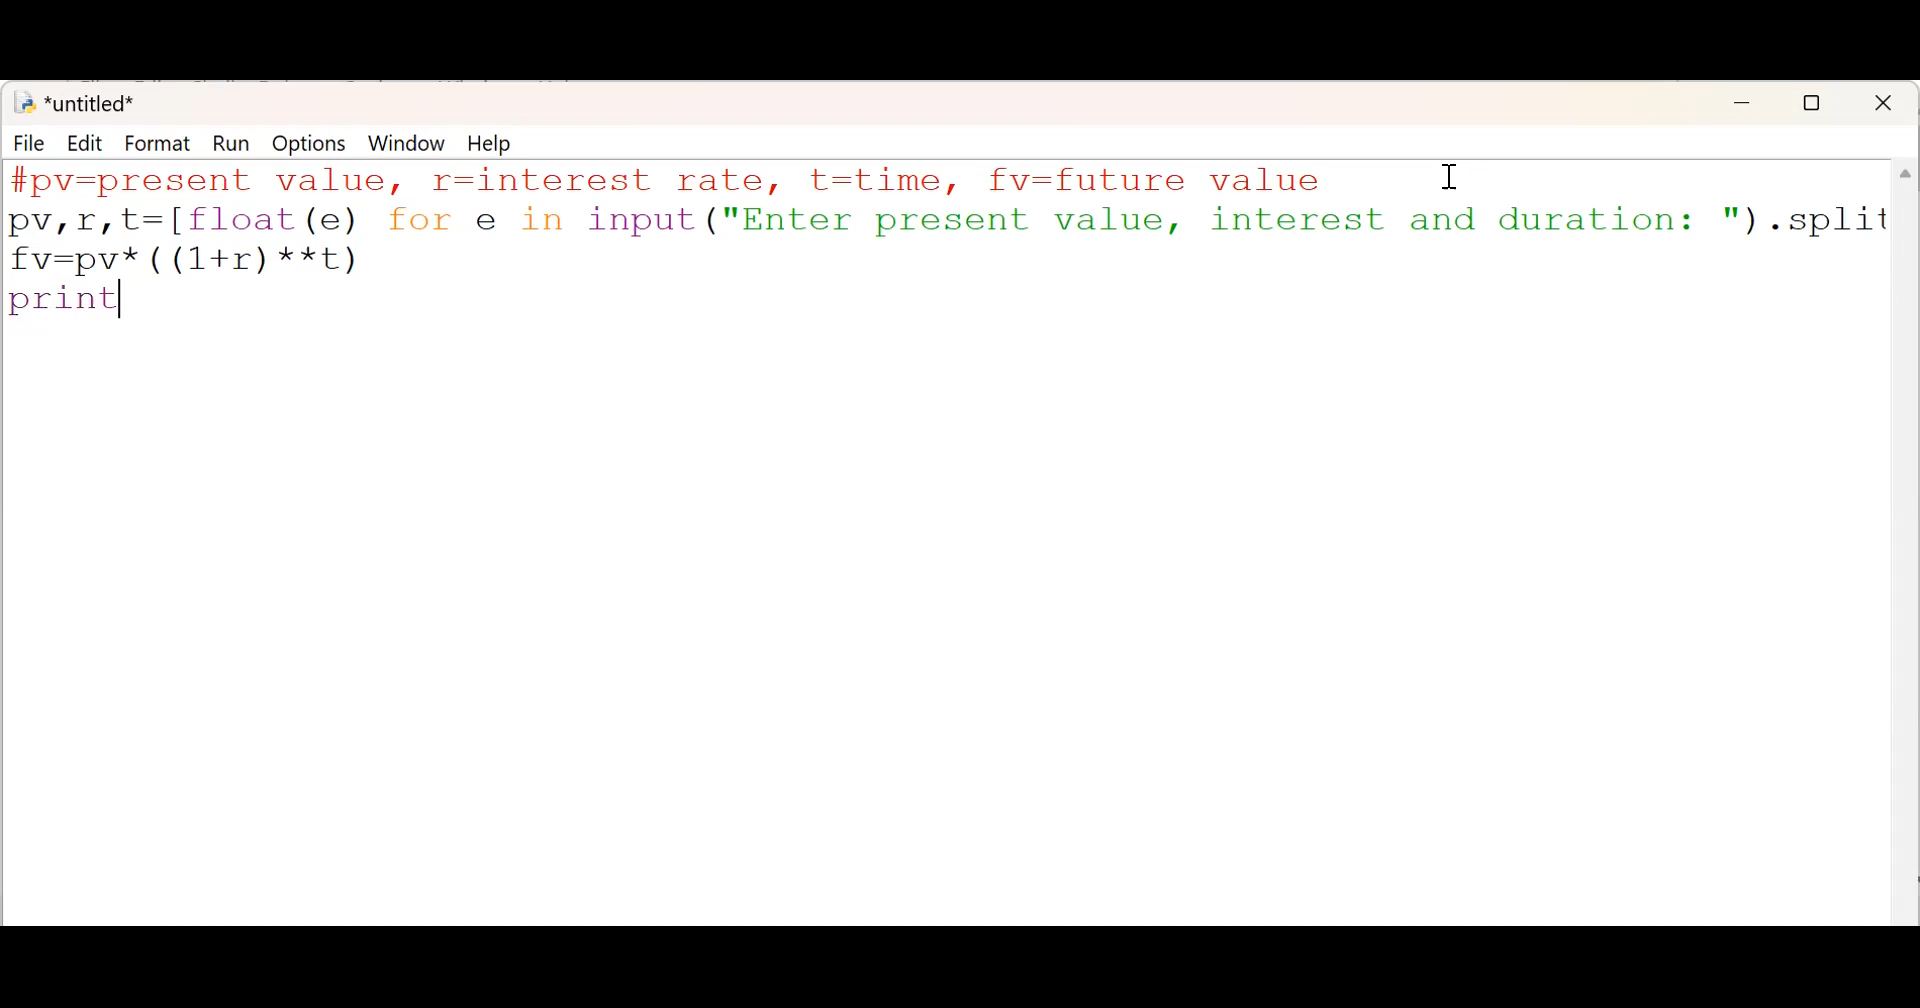 *untitled*
File Edit Format Run Options Window Help
#pv=present value, r=interest rate, t=time, fv=future value
pv,r,t=[float(e) for e in input("Enter present value, interest and duration: ").split
fv=pv*((1+r)**t)
print